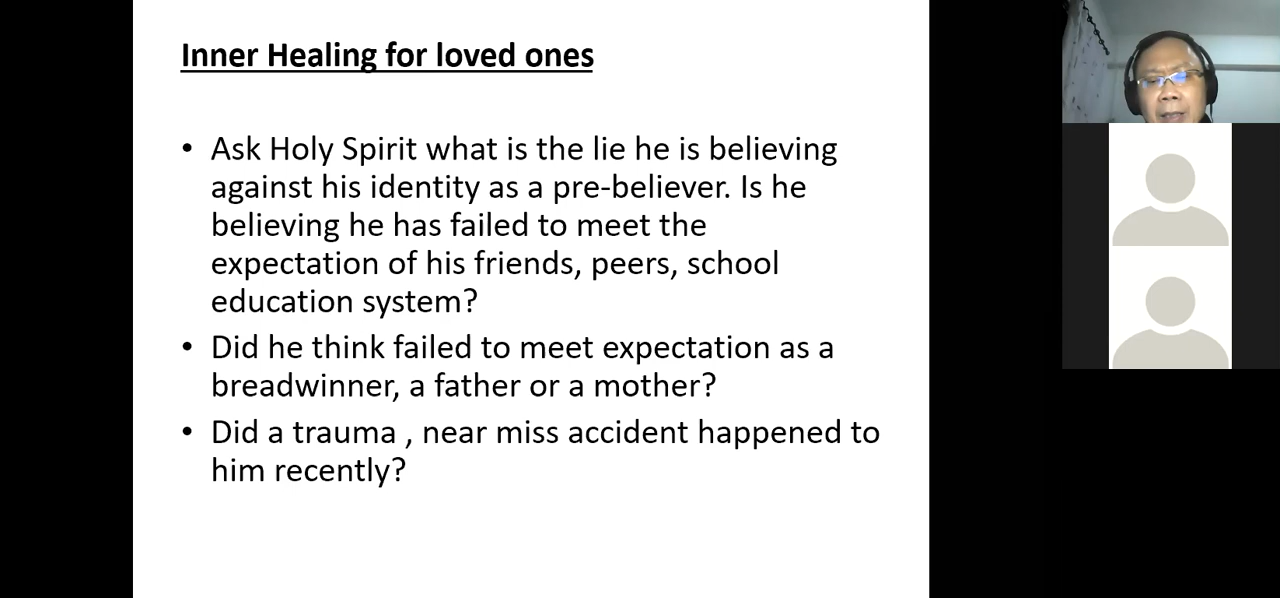 Inner Healing for loved ones
• Ask Holy Spirit what is the lie he is believing
against his identity as a pre-believer. Is he
believing he has failed to meet the
expectation of his friends, peers, school
education system?
• Did he think failed to meet expectation as a
breadwinner, a father or a mother?
• Did a trauma , near miss accident happened to
him recently?